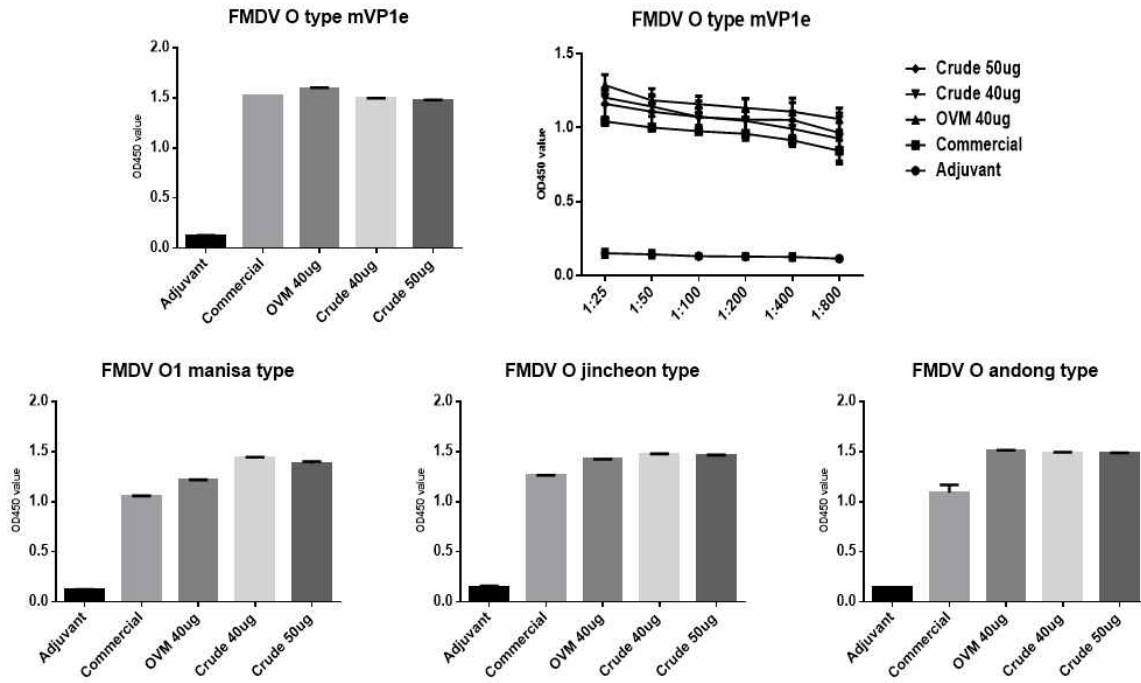 FMDV O type mVP1e
OD450 value
2.0
1.5
1.0
0.5
0.0
Adjuvant
Commercial
OVM 40ug
Crude 40ug
Crude 50ug
FMDV O type mVP1e
OD450 value
1.5
1.0
0.5
0.0
1:25
1:50
1:100
1:200
1:400
1:800
Crude 50ug
Crude 40ug
OVM 40ug
Commercial
Adjuvant
FMDV O1 manisa type
OD450 value
2.0
1.5
1.0
0.5
0.0
Adjuvant
Commercial
OVM 40ug
Crude 40ug
Crude 50ug
FMDV O jincheon type
OD450 value
2.0
1.5
1.0
0.5
0.0
Adjuvant
Commercial
OVM 40ug
Crude 40ug
Crude 50ug
FMDV O andong type
OD450 value
2.0
1.5
1.0
0.5
0.0
Adjuvant
Commercial
OVM 40ug
Crude 40ug
Crude 50ug